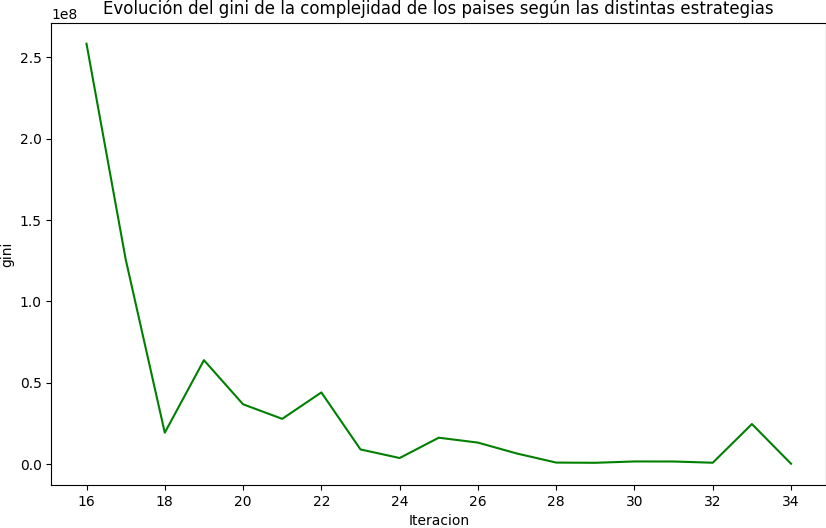 Evolución del gini de la complejidad de los paises según las distintas estrategias
1e8
2.5
2.0
1.5
1.0
0.5
0.0
gini
16 18 20 22 24 26 28 30 32 34
Iteracion